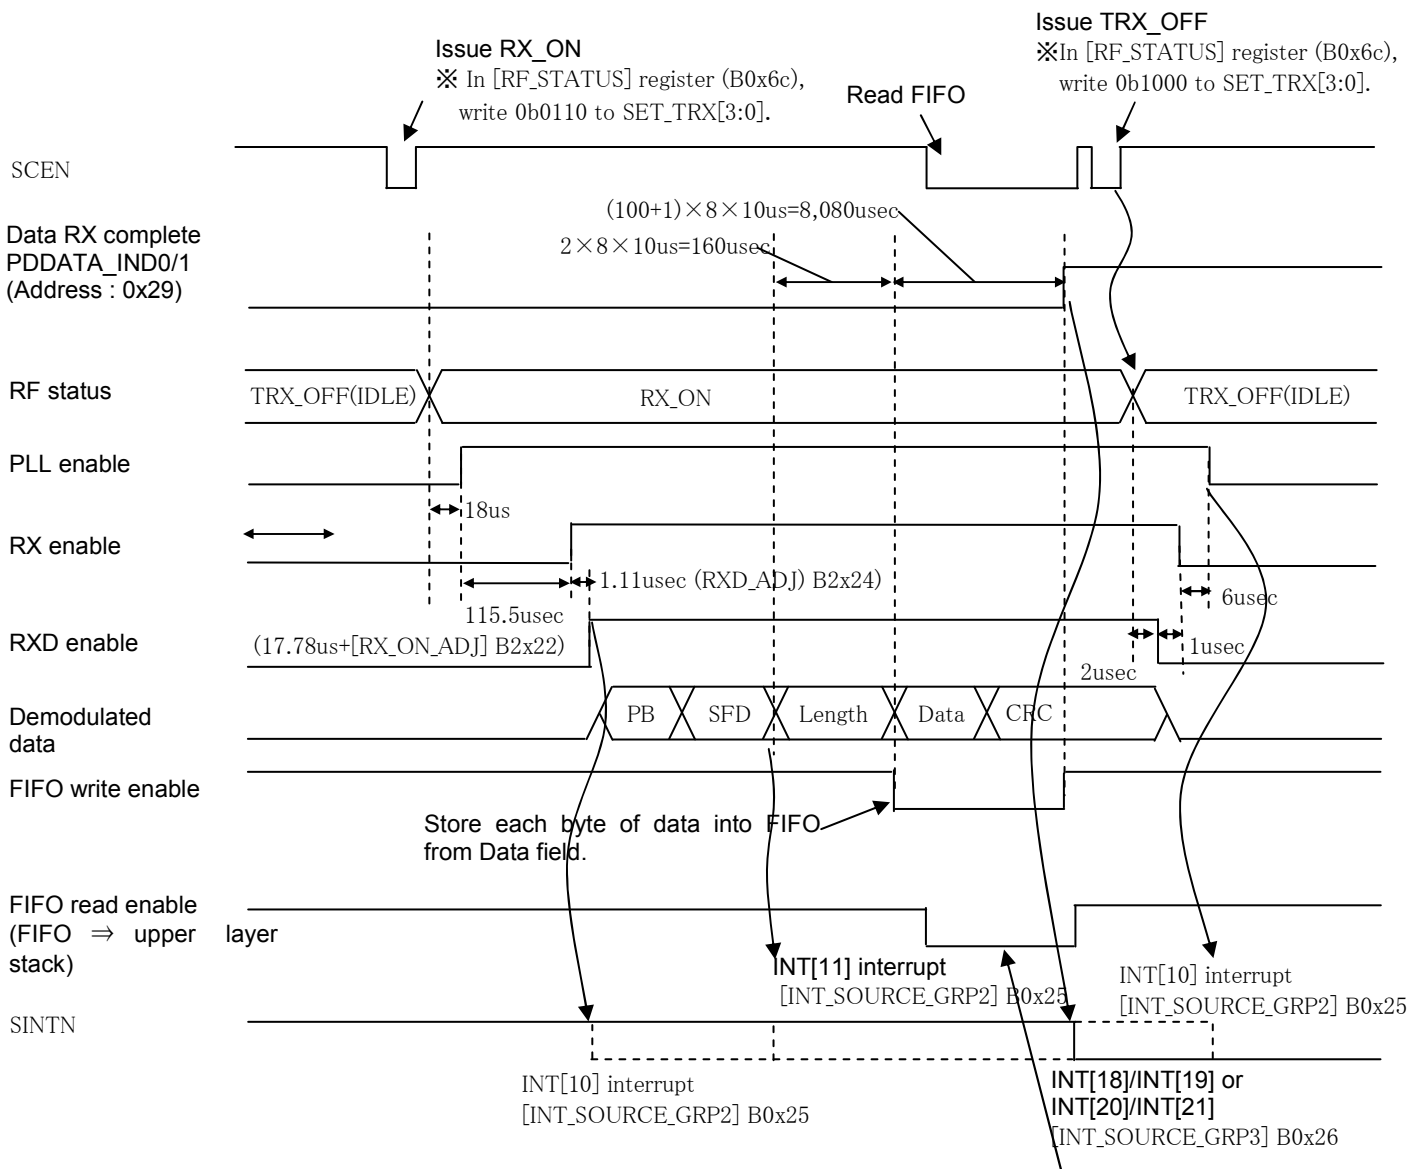 Issue RX_ON
※ In [RF_STATUS] register (B0x6c),
write 0b0110 to SET_TRX[3:0].
Read FIFO
Issue TRX_OFF
※In [RF_STATUS] register (B0x6c),
write 0b1000 to SET_TRX[3:0].
SCEN
(100+1)×8×10us=8,080usec
2×8×10us=160usec
Data RX complete
PDDATA_IND0/1
(Address : 0x29)
RF status
TRX_OFF(IDLE)
RX_ON
TRX_OFF(IDLE)
PLL enable
18us
RX enable
1.11usec (RXD_ADJ) B2x24)
6usec
115.5usec
RXD enable
(17.78us+[RX_ON_ADJ] B2x22)
1usec
2usec
Demodulated
data
PB
SFD
Length
Data
CRC
FIFO write enable
Store each byte of data into FIFO
from Data field.
FIFO read enable
(FIFO ⇒ upper layer
stack)
INT[11] interrupt
[INT_SOURCE_GRP2] B0x25
INT[10] interrupt
[INT_SOURCE_GRP2] B0x25
SINTN
INT[10] interrupt
[INT_SOURCE_GRP2] B0x25
INT[18]/INT[19] or
INT[20]/INT[21]
[INT_SOURCE_GRP3] B0x26